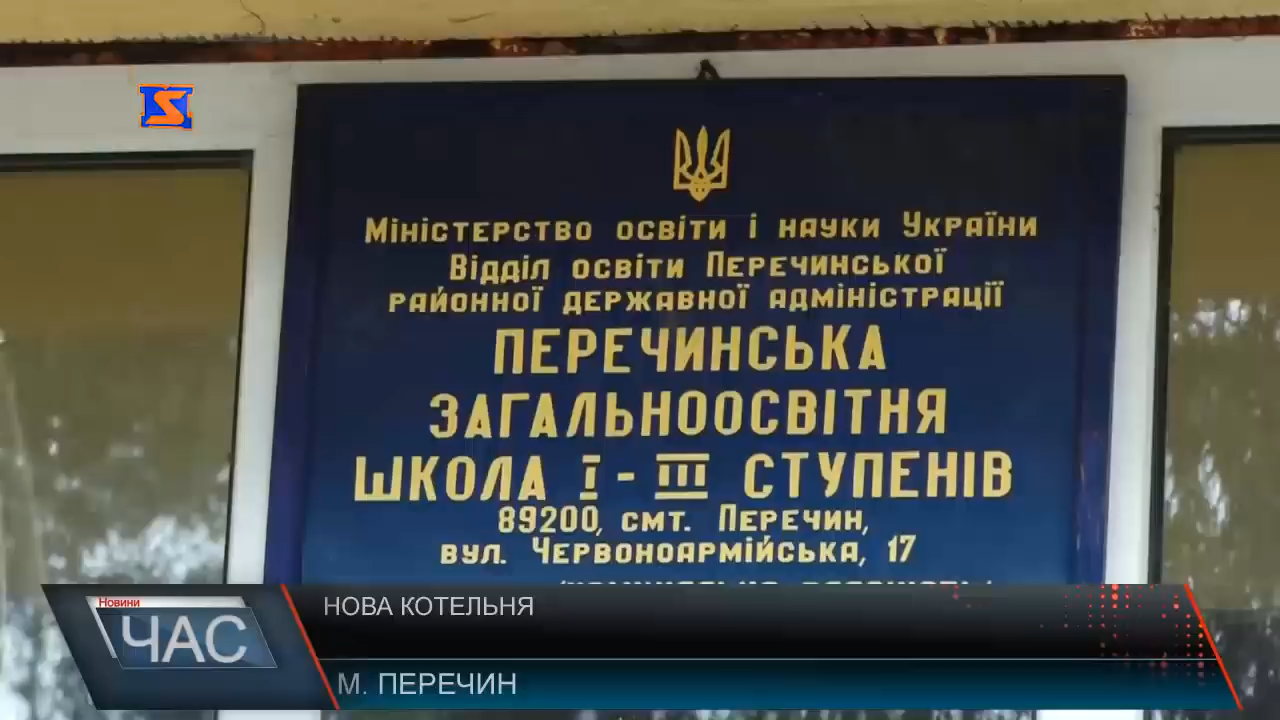 Міністерство освіти і науки України
Відділ освіти Перечинської
районної державної адміністрації
ПЕРЕЧИНСЬКА
ЗАГАЛЬНООСВІТНЯ
ШКОЛА І - ІІІ СТУПЕНІВ
89200, смт. Перечин,
вул. Червоноармійська, 17
Новини
ЧАС
НОВА КОТЕЛЬНЯ
М. ПЕРЕЧИН